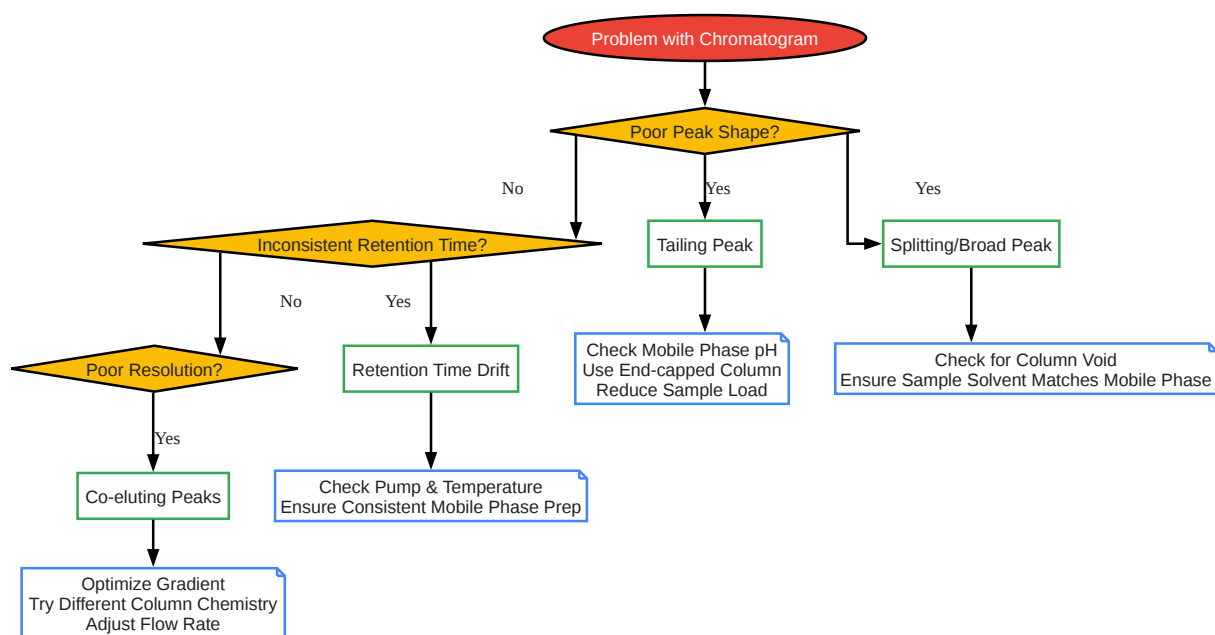 Problem with Chromatogram
Poor Peak Shape?
No
Yes
Yes
Inconsistent Retention Time?
Tailing Peak
Splitting/Broad Peak
No
Yes
Check Mobile Phase pH
Use End-capped Column
Reduce Sample Load
Check for Column Void
Ensure Sample Solvent Matches Mobile Phase
Poor Resolution?
Retention Time Drift
Yes
Co-eluting Peaks
Check Pump & Temperature
Ensure Consistent Mobile Phase Prep
Optimize Gradient
Try Different Column Chemistry
Adjust Flow Rate